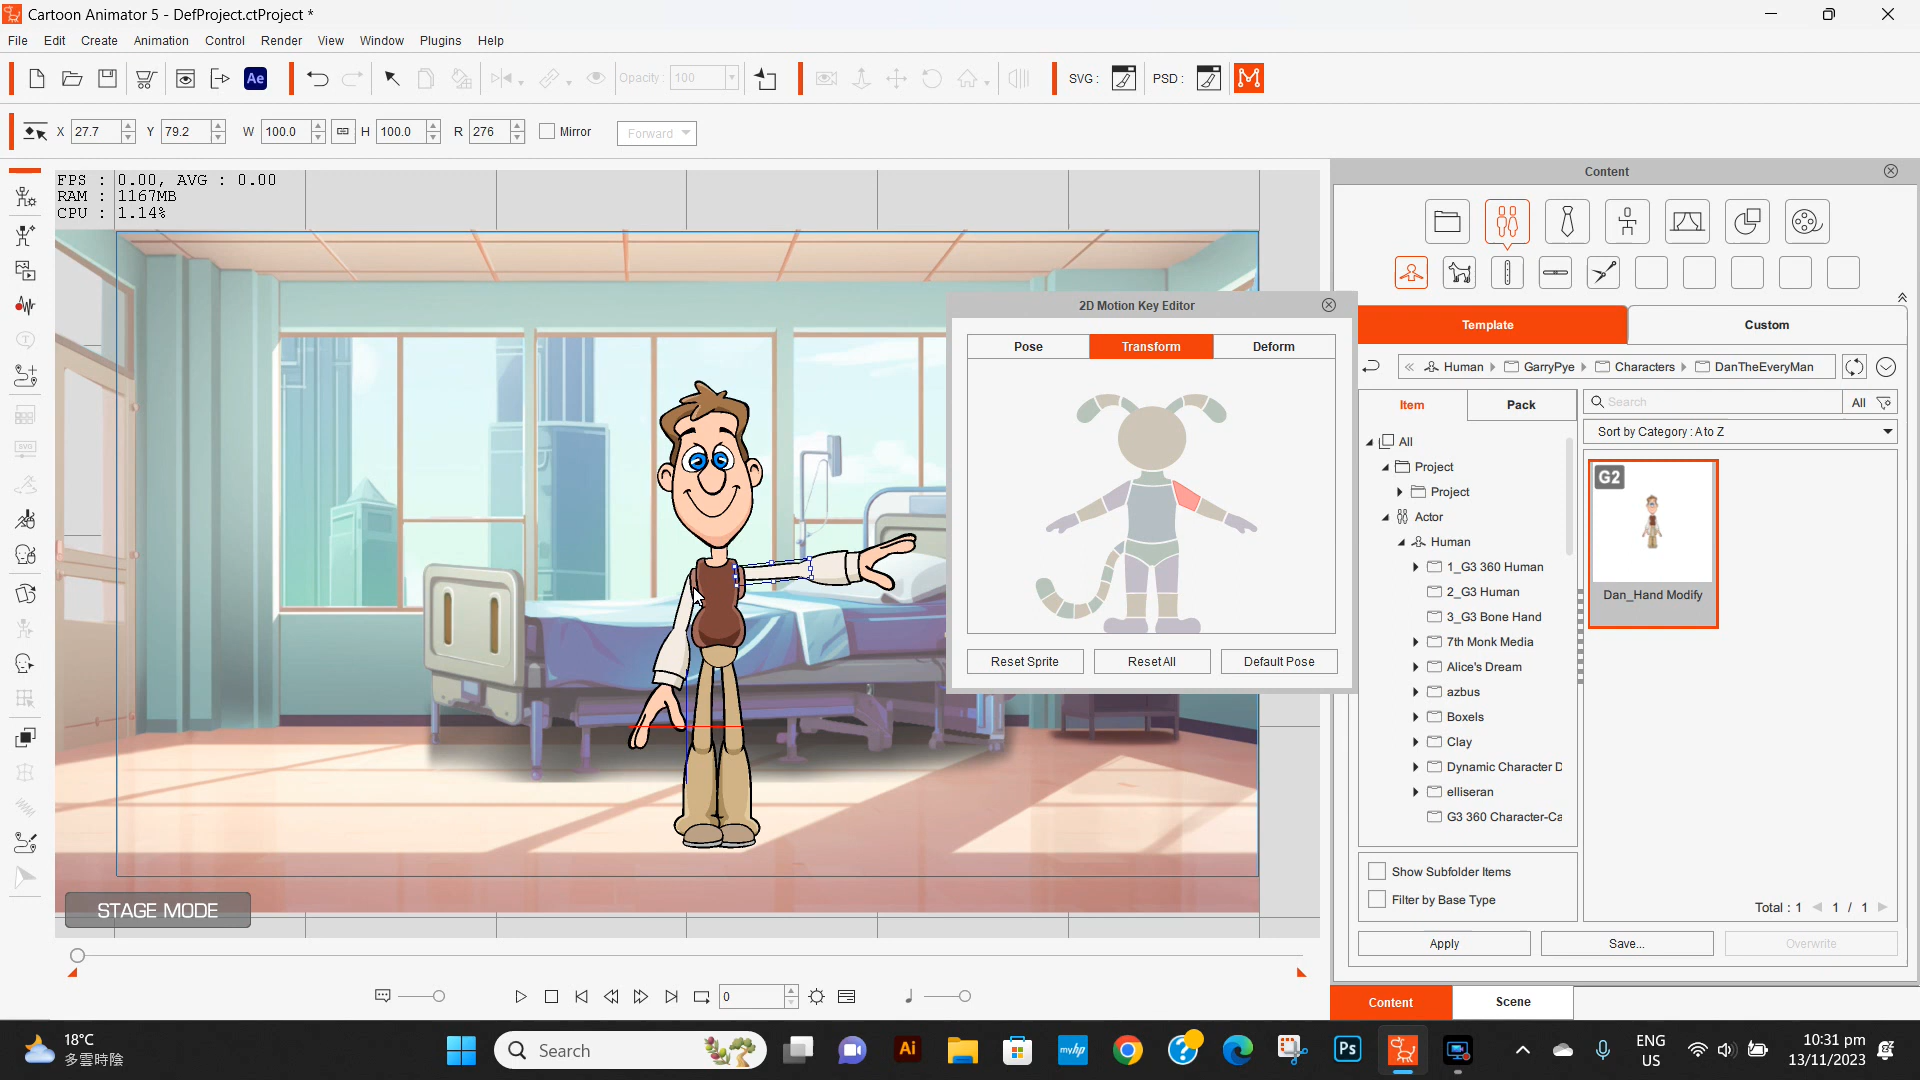 Cartoon Animator 5 - DefProject.ctProject *
File Edit Create Animation Control Render View Window Plugins Help
Ae
Opacity : 100
SVG :
PSD :
X 27.7 Y 79.2 W 100.0 H 100.0 R 276 Mirror Forward
FPS : 0.00, AVG : 0.00
RAM : 1167MB
CPU : 1.14%
SVG
STAGE MODE
2D Motion Key Editor
Pose Transform Deform
Reset Sprite Reset All Default Pose
Content
Template Custom
« Human GarryPye Characters DanTheEveryMan
Item Pack
Search All
Sort by Category : A to Z
All
Project
Project
Actor
Human
1_G3 360 Human
2_G3 Human
3_G3 Bone Hand
7th Monk Media
Alice's Dream
azbus
Boxels
Clay
Dynamic Character D
elliseran
G3 360 Character-Ca
G2
Dan_Hand Modify
Show Subfolder Items
Filter by Base Type
Total : 1 1 / 1
Apply Save... Overwrite
Content Scene
0
18°C
多雲時陰
Search
Ai
myhp
Ps
ENG
US
10:31 pm
13/11/2023